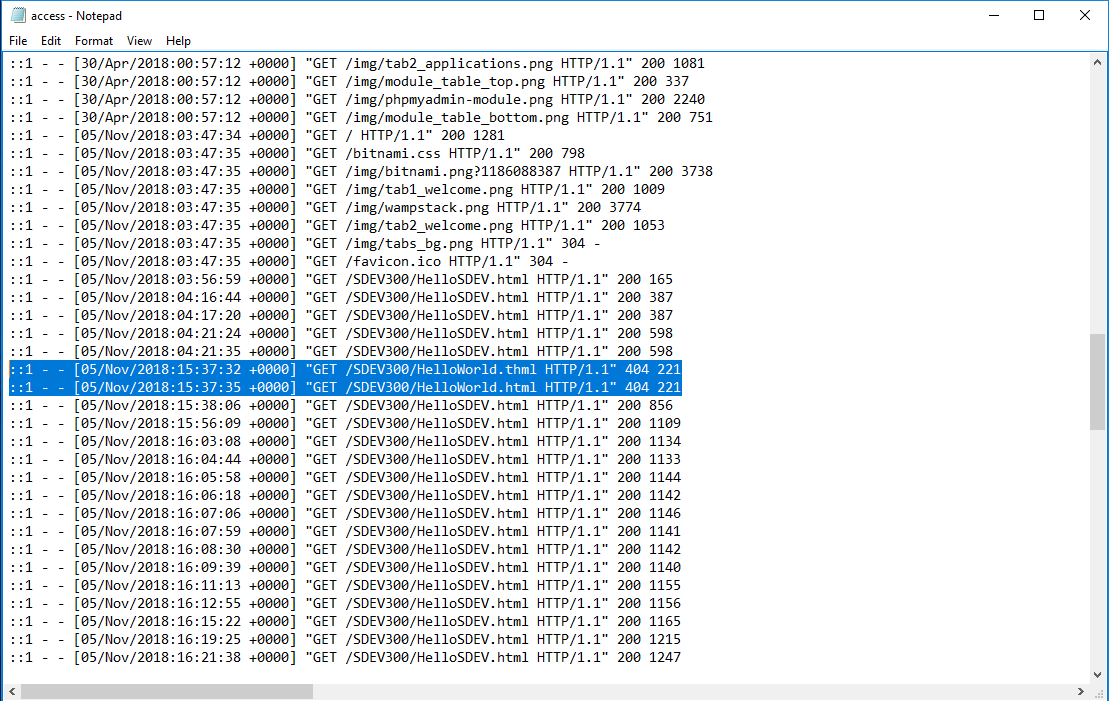 access - Notepad
File Edit Format View Help
::1 - - [30/Apr/2018:00:57:12 +0000] "GET /img/tab2_applications.png HTTP/1.1" 200 1081
::1 - - [30/Apr/2018:00:57:12 +0000] "GET /img/module_table_top.png HTTP/1.1" 200 337
::1 - - [30/Apr/2018:00:57:12 +0000] "GET /img/phpmyadmin-module.png HTTP/1.1" 200 2240
::1 - - [30/Apr/2018:00:57:12 +0000] "GET /img/module_table_bottom.png HTTP/1.1" 200 751
::1 - - [05/Nov/2018:03:47:34 +0000] "GET / HTTP/1.1" 200 1281
::1 - - [05/Nov/2018:03:47:35 +0000] "GET /bitnami.css HTTP/1.1" 200 798
::1 - - [05/Nov/2018:03:47:35 +0000] "GET /img/bitnami.png?1186088387 HTTP/1.1" 200 3738
::1 - - [05/Nov/2018:03:47:35 +0000] "GET /img/tab1_welcome.png HTTP/1.1" 200 1009
::1 - - [05/Nov/2018:03:47:35 +0000] "GET /img/wampstack.png HTTP/1.1" 200 3774
::1 - - [05/Nov/2018:03:47:35 +0000] "GET /img/tab2_welcome.png HTTP/1.1" 200 1053
::1 - - [05/Nov/2018:03:47:35 +0000] "GET /img/tabs_bg.png HTTP/1.1" 304 -
::1 - - [05/Nov/2018:03:47:35 +0000] "GET /favicon.ico HTTP/1.1" 304 -
::1 - - [05/Nov/2018:03:56:59 +0000] "GET /SDEV300/HelloSDEV.html HTTP/1.1" 200 165
::1 - - [05/Nov/2018:04:16:44 +0000] "GET /SDEV300/HelloSDEV.html HTTP/1.1" 200 387
::1 - - [05/Nov/2018:04:17:20 +0000] "GET /SDEV300/HelloSDEV.html HTTP/1.1" 200 387
::1 - - [05/Nov/2018:04:21:24 +0000] "GET /SDEV300/HelloSDEV.html HTTP/1.1" 200 598
::1 - - [05/Nov/2018:04:21:35 +0000] "GET /SDEV300/HelloSDEV.html HTTP/1.1" 200 598
::1 - - [05/Nov/2018:15:37:32 +0000] "GET /SDEV300/HelloWorld.thml HTTP/1.1" 404 221
::1 - - [05/Nov/2018:15:37:35 +0000] "GET /SDEV300/HelloWorld.html HTTP/1.1" 404 221
::1 - - [05/Nov/2018:15:38:06 +0000] "GET /SDEV300/HelloSDEV.html HTTP/1.1" 200 856
::1 - - [05/Nov/2018:15:56:09 +0000] "GET /SDEV300/HelloSDEV.html HTTP/1.1" 200 1109
::1 - - [05/Nov/2018:16:03:08 +0000] "GET /SDEV300/HelloSDEV.html HTTP/1.1" 200 1134
::1 - - [05/Nov/2018:16:04:44 +0000] "GET /SDEV300/HelloSDEV.html HTTP/1.1" 200 1133
::1 - - [05/Nov/2018:16:05:58 +0000] "GET /SDEV300/HelloSDEV.html HTTP/1.1" 200 1144
::1 - - [05/Nov/2018:16:06:18 +0000] "GET /SDEV300/HelloSDEV.html HTTP/1.1" 200 1142
::1 - - [05/Nov/2018:16:07:06 +0000] "GET /SDEV300/HelloSDEV.html HTTP/1.1" 200 1146
::1 - - [05/Nov/2018:16:07:59 +0000] "GET /SDEV300/HelloSDEV.html HTTP/1.1" 200 1141
::1 - - [05/Nov/2018:16:08:30 +0000] "GET /SDEV300/HelloSDEV.html HTTP/1.1" 200 1142
::1 - - [05/Nov/2018:16:09:39 +0000] "GET /SDEV300/HelloSDEV.html HTTP/1.1" 200 1140
::1 - - [05/Nov/2018:16:11:13 +0000] "GET /SDEV300/HelloSDEV.html HTTP/1.1" 200 1155
::1 - - [05/Nov/2018:16:12:55 +0000] "GET /SDEV300/HelloSDEV.html HTTP/1.1" 200 1156
::1 - - [05/Nov/2018:16:15:22 +0000] "GET /SDEV300/HelloSDEV.html HTTP/1.1" 200 1165
::1 - - [05/Nov/2018:16:19:25 +0000] "GET /SDEV300/HelloSDEV.html HTTP/1.1" 200 1215
::1 - - [05/Nov/2018:16:21:38 +0000] "GET /SDEV300/HelloSDEV.html HTTP/1.1" 200 1247